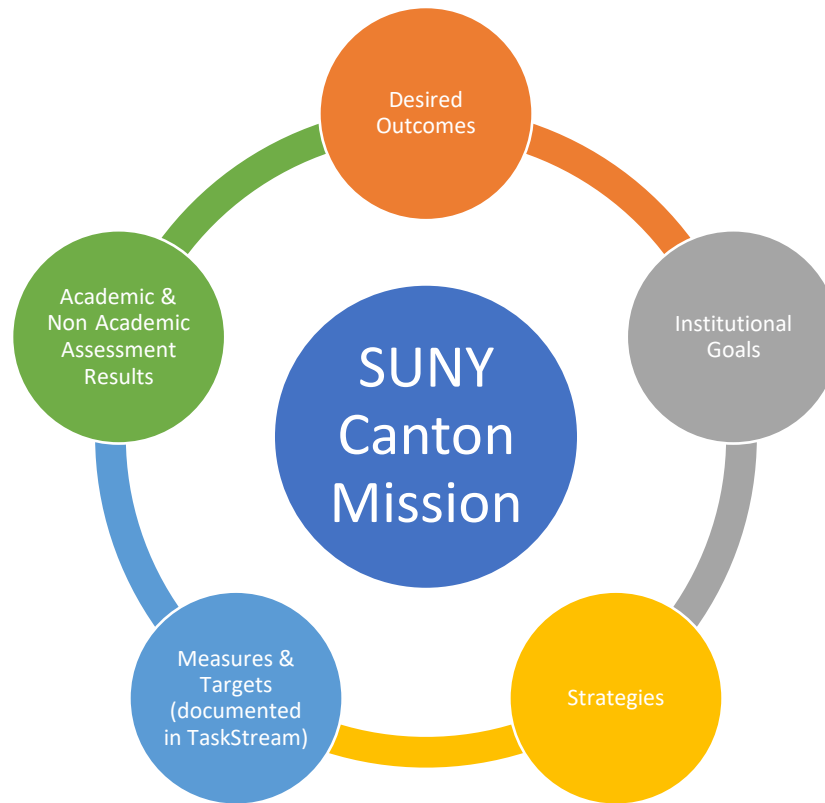 Desired
Outcomes
Institutional
Goals
Strategies
Measures &
Targets
(documented
in TaskStream)
Academic &
Non Academic
Assessment
Results
SUNY
Canton
Mission